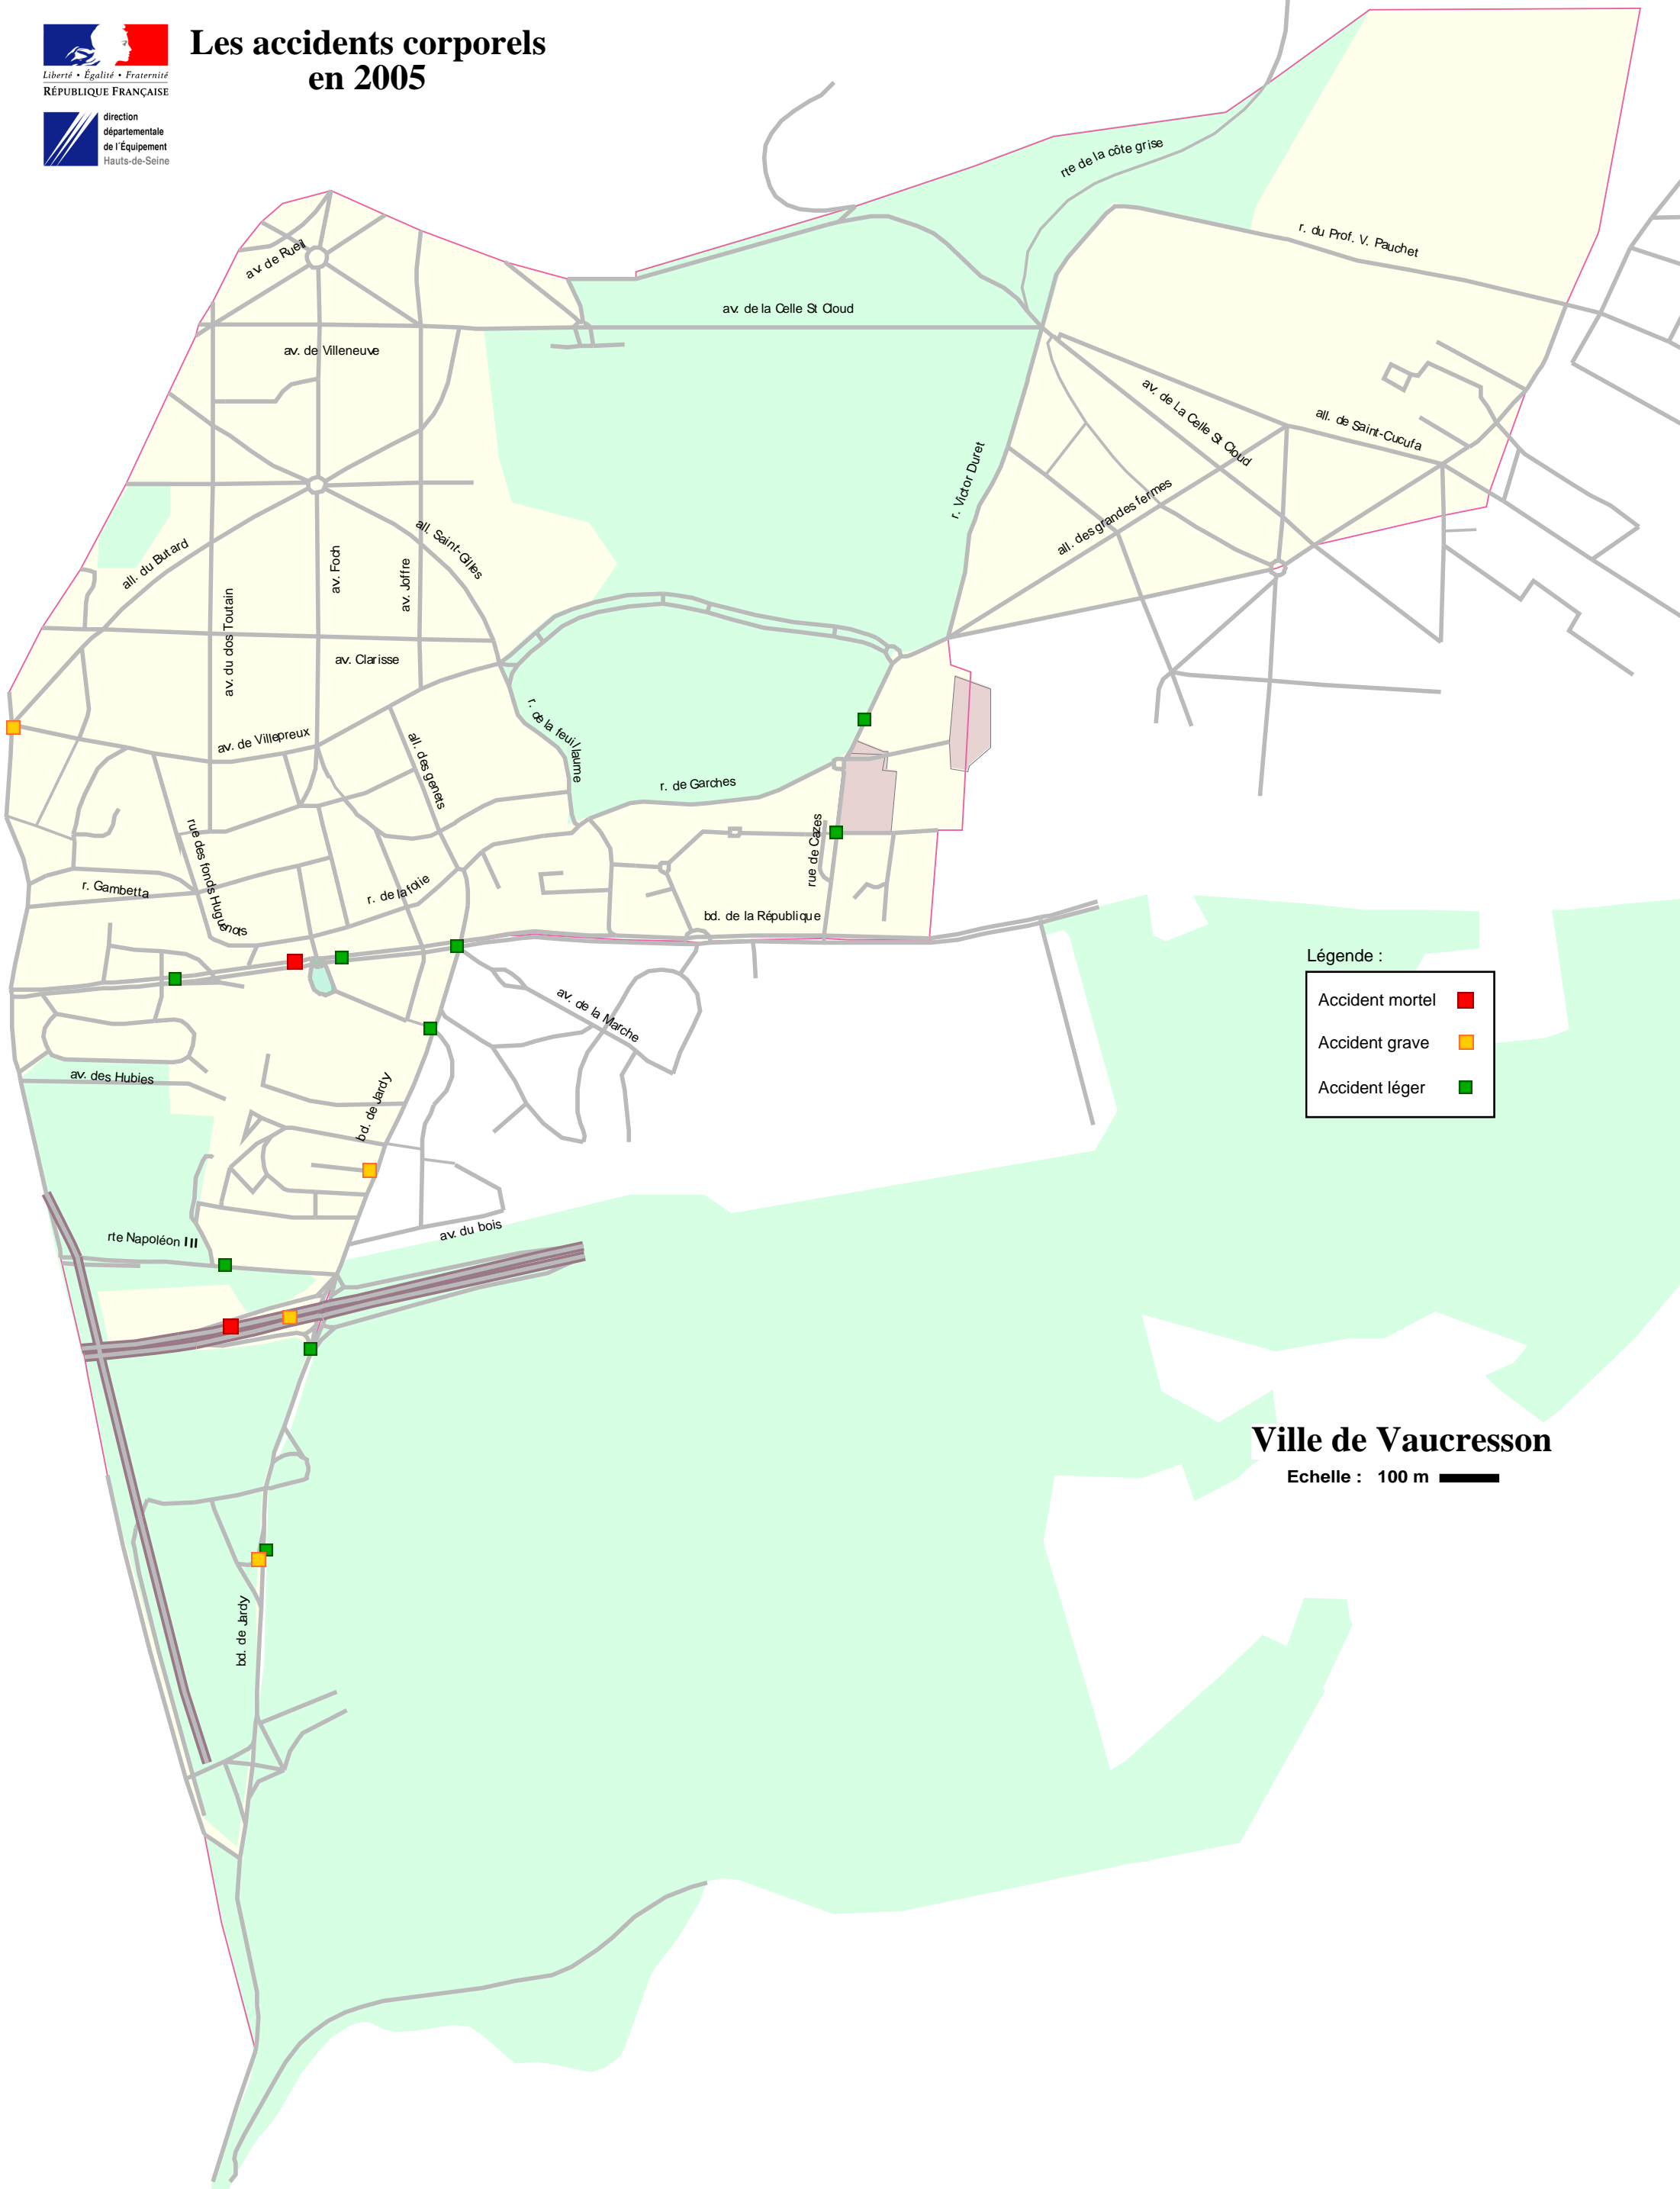 Les accidents corporels
en 2005
Liberté • Égalité • Fraternité
RÉPUBLIQUE FRANÇAISE
direction
départementale
de l'Équipement
Hauts-de-Seine
rte de la côte grise
r. du Prof. V. Pauchet
av. de Rueil
av. de la Celle St Cloud
av. de Villeneuve
av. de La Celle St Cloud
all. de Saint-Cucufa
r. Victor Duret
all. des grandes fermes
all. du Butard
all. Saint-Gilles
av. Foch
av. Joffre
av. du clos Toutain
av. Clarisse
r. de la feuillaume
av. de Villepreux
all. des genets
r. de Garches
rue de Cazes
rue des fonds Huguenots
r. Gambetta
r. de la folie
bd. de la République
av. de la Marche
av. des Hubies
bd. de Jardy
rte Napoléon III
av. du bois
bd. de Jardy
Légende :
Accident mortel
Accident grave
Accident léger
Ville de Vaucresson
Echelle : 100 m